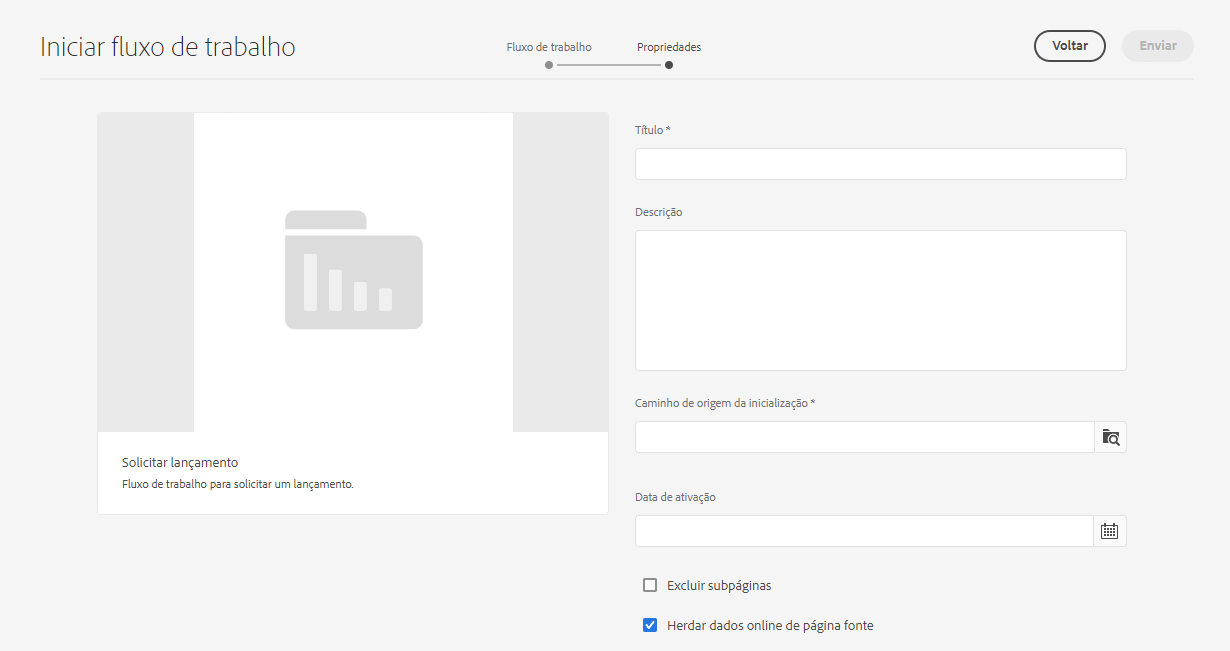 Iniciar fluxo de trabalho
Fluxo de trabalho
Propriedades
Voltar
Enviar
Solicitar lançamento
Fluxo de trabalho para solicitar um lançamento.
Título *
Descrição
Caminho de origem da inicialização *
Data de ativação
Excluir subpáginas
Herdar dados online de página fonte